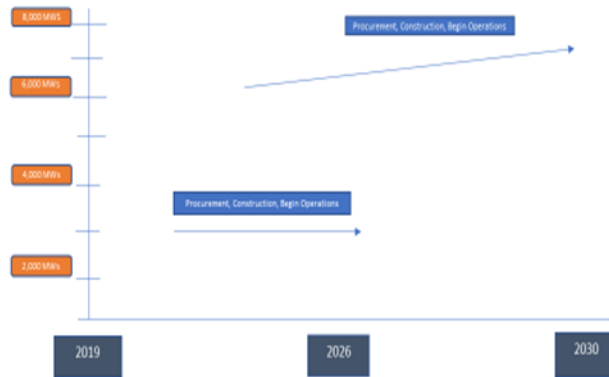 8,000 MWS
Procurement, Construction, Begin Operations
6,000 MWS
4,000 MWs
Procurement, Construction, Begin Operations
2,000 MWs
2019
2026
2030